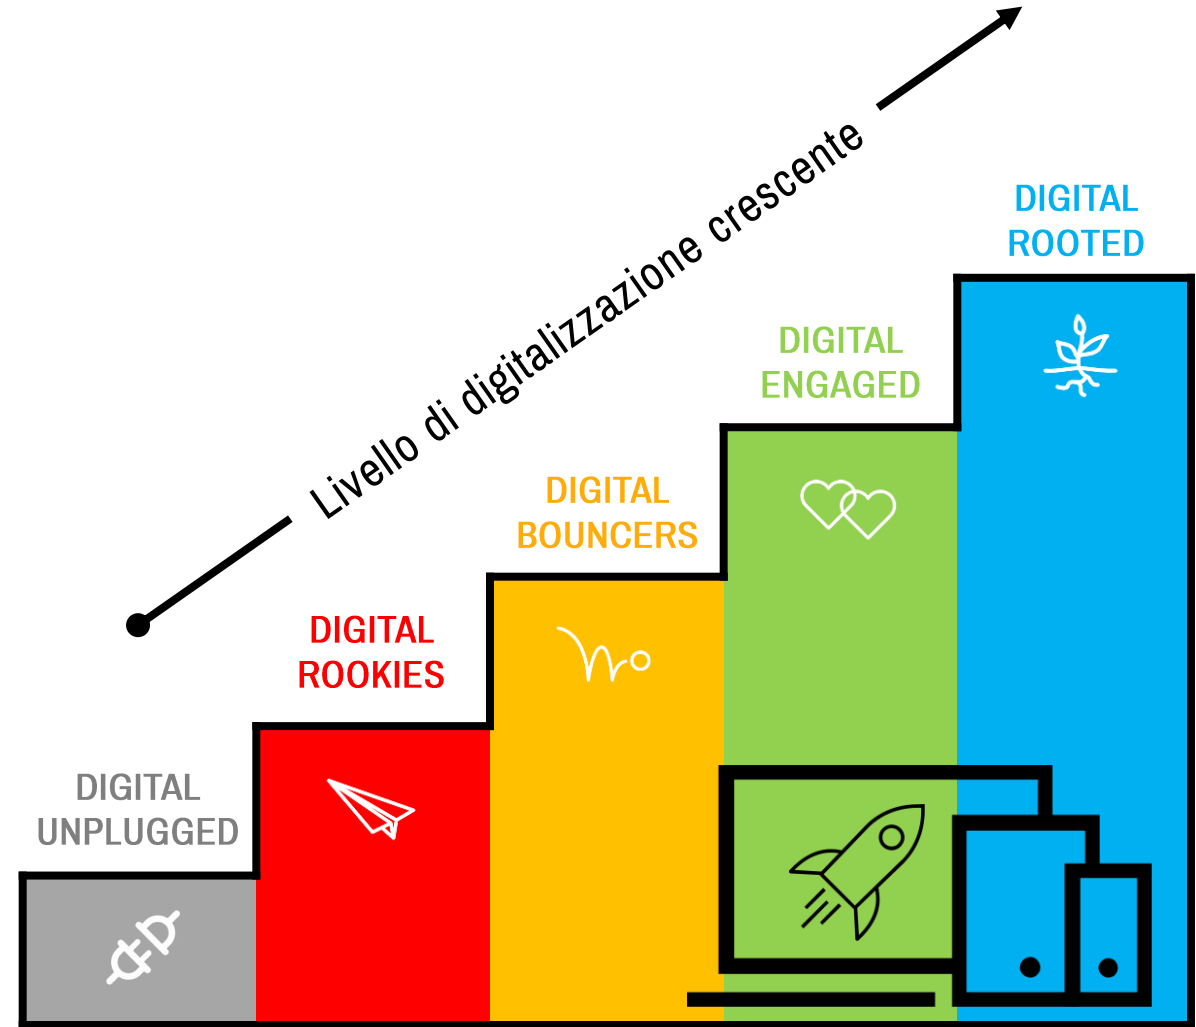 Livello di digitalizzazione crescente
DIGITAL
UNPLUGGED
DIGITAL
ROOKIES
DIGITAL
BOUNCERS
DIGITAL
ENGAGED
DIGITAL
ROOTED